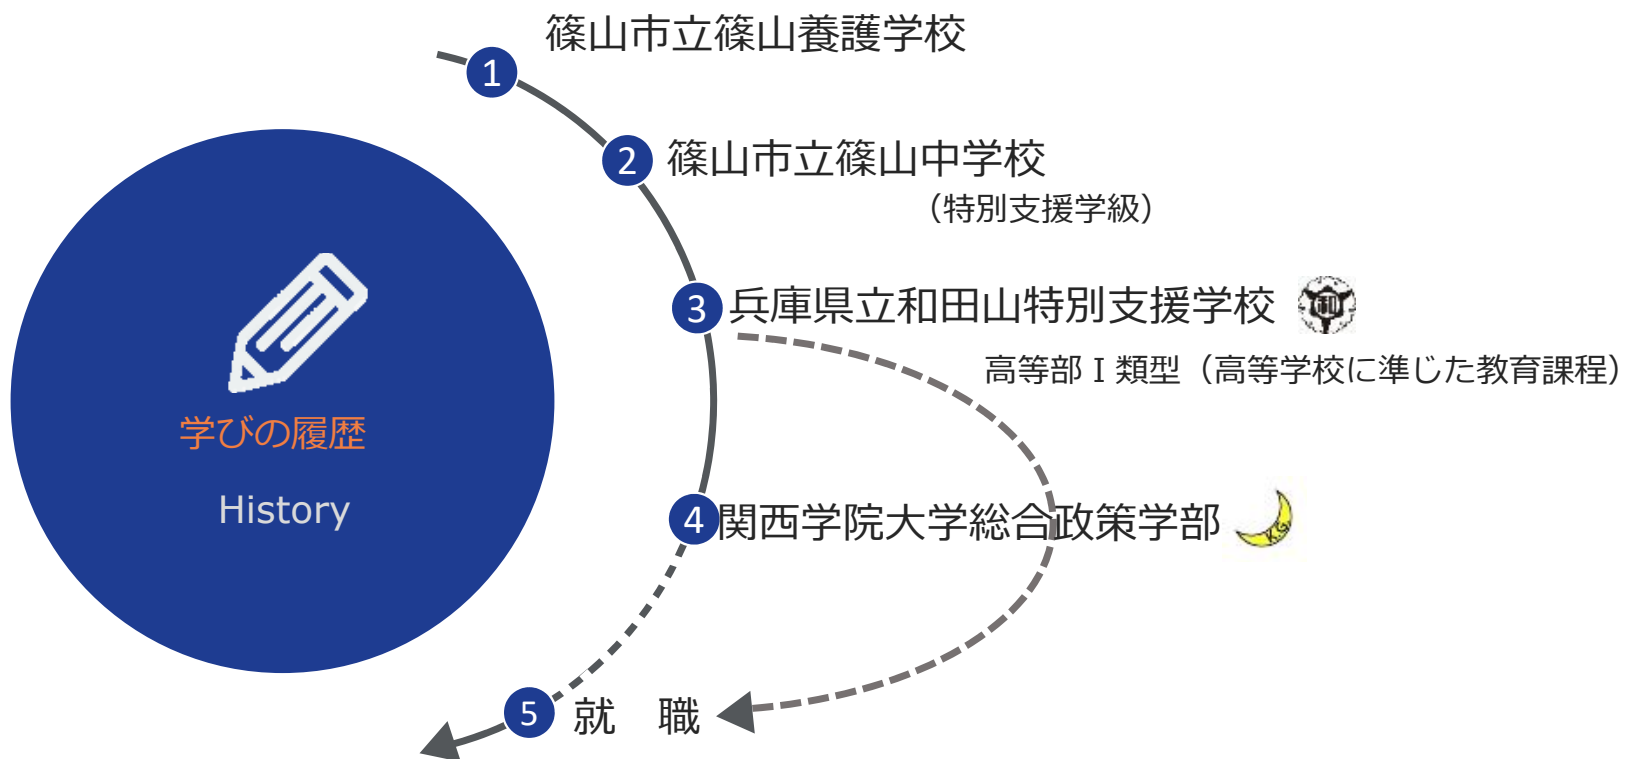 1 篠山市立篠山養護学校
2 篠山市立篠山中学校
（特別支援学級）
3 兵庫県立和田山特別支援学校 和
高等部Ⅰ類型（高等学校に準じた教育課程）
学びの履歴
History
4 関西学院大学総合政策学部 KG
5 就　職